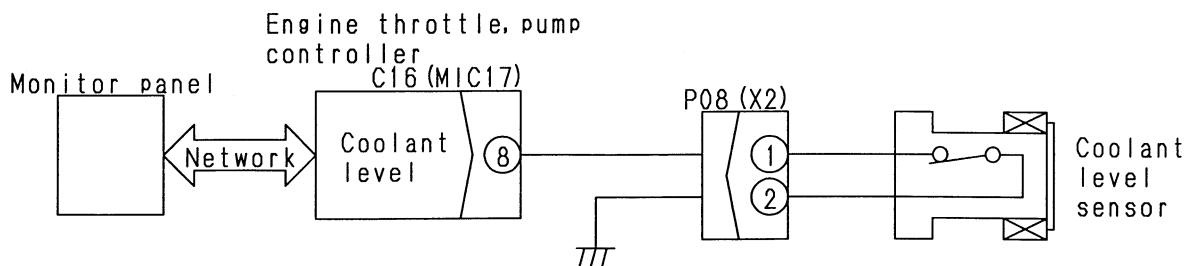 Engine throttle, pump
controller
C16 (MIC17)
Monitor panel
Network
Coolant
level
8
P08 (X2)
1
2
Coolant
level
sensor